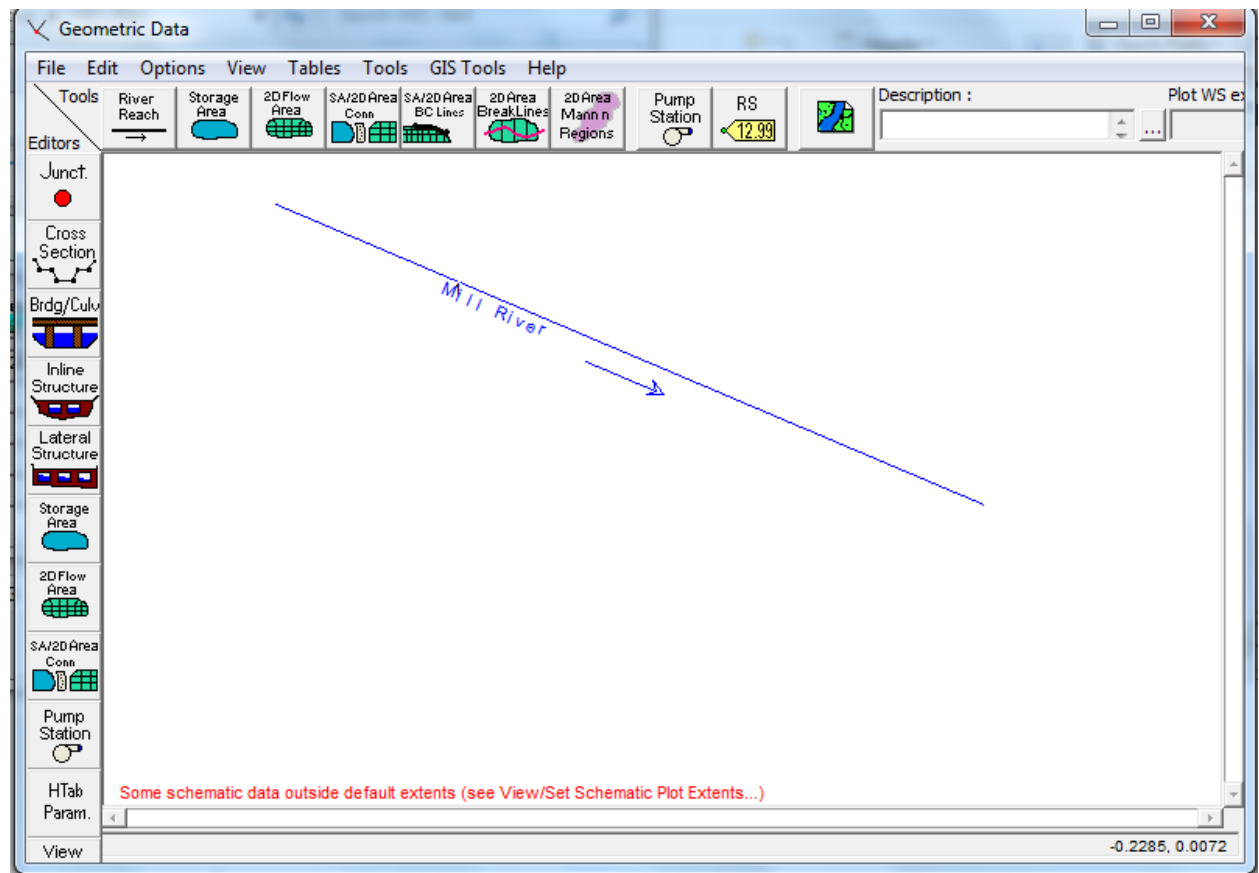 Geometric Data
File Edit Options View Tables Tools GIS Tools Help
Tools
Editors
River
Reach
Storage
Area
2D Flow
Area
SA/2D Area
Conn
SA/2D Area
BC Lines
2D Area
BreakLines
2D Area
Mann n
Regions
Pump
Station
RS
12.99
Description :
...
Plot WS ex
Junct.
Cross
Section
Brdg/Culv
Inline
Structure
Lateral
Structure
Storage
Area
2D Flow
Area
SA/2D Area
Conn
Pump
Station
HTab
Param.
View
Mill River
Some schematic data outside default extents (see View/Set Schematic Plot Extents...)
-0.2285, 0.0072